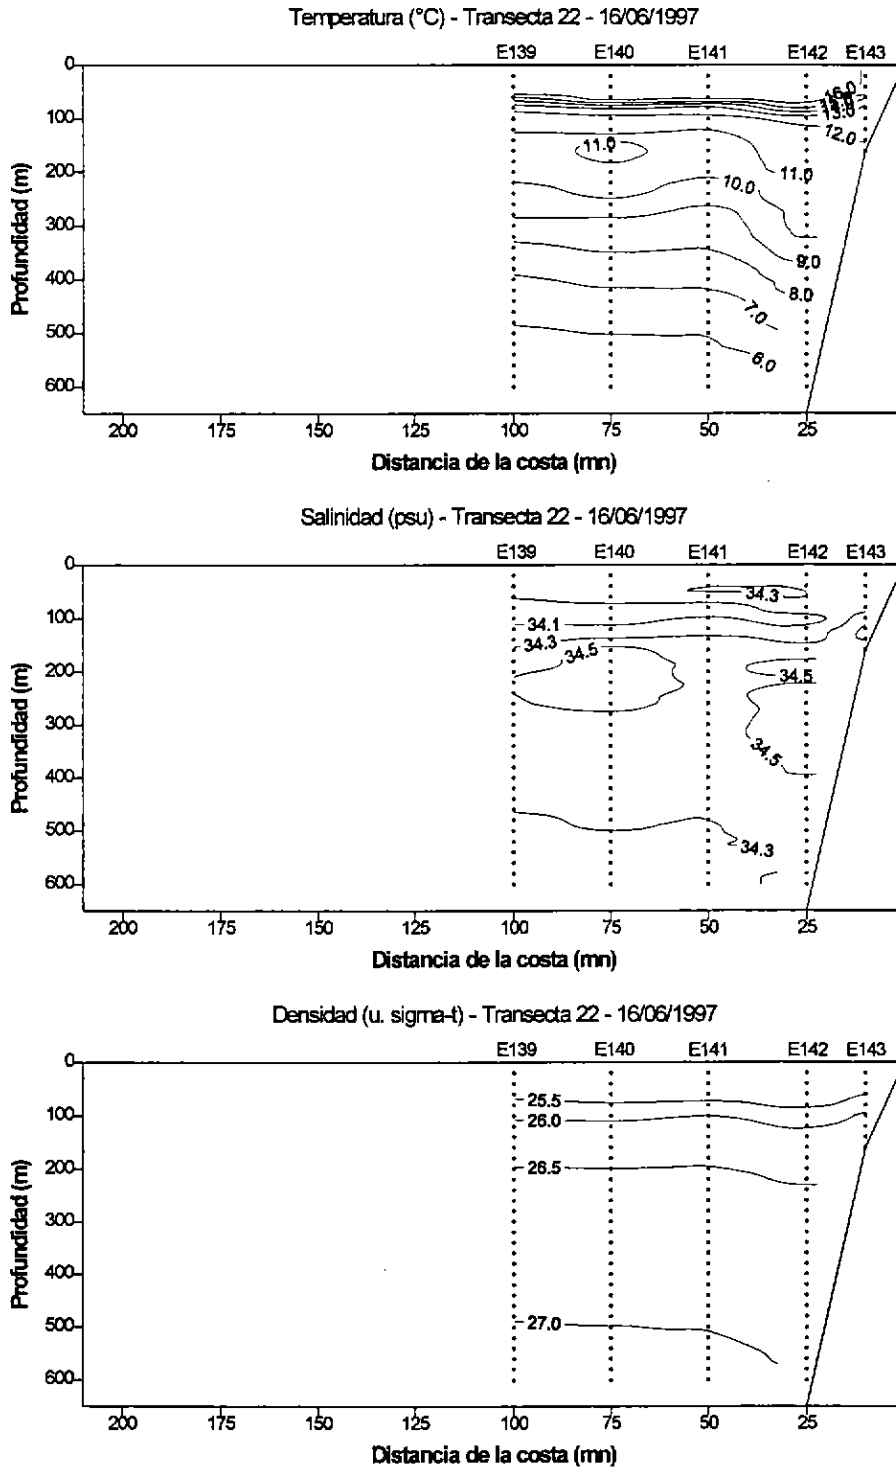 Temperatura (°C) - Transecta 22 - 16/06/1997
E139 E140 E141 E142 E143
0
100
200
300
400
500
600
Profundidad (m)
16.0
13.0
12.0
11.0
11.0
10.0
9.0
8.0
7.0
6.0
200 175 150 125 100 75 50 25
Distancia de la costa (mn)
Salinidad (psu) - Transecta 22 - 16/06/1997
E139 E140 E141 E142 E143
0
100
200
300
400
500
600
Profundidad (m)
34.3
34.1
34.3
34.5
34.5
34.5
34.3
200 175 150 125 100 75 50 25
Distancia de la costa (mn)
Densidad (u. sigma-t) - Transecta 22 - 16/06/1997
E139 E140 E141 E142 E143
0
100
200
300
400
500
600
Profundidad (m)
25.5
26.0
26.5
27.0
200 175 150 125 100 75 50 25
Distancia de la costa (mn)